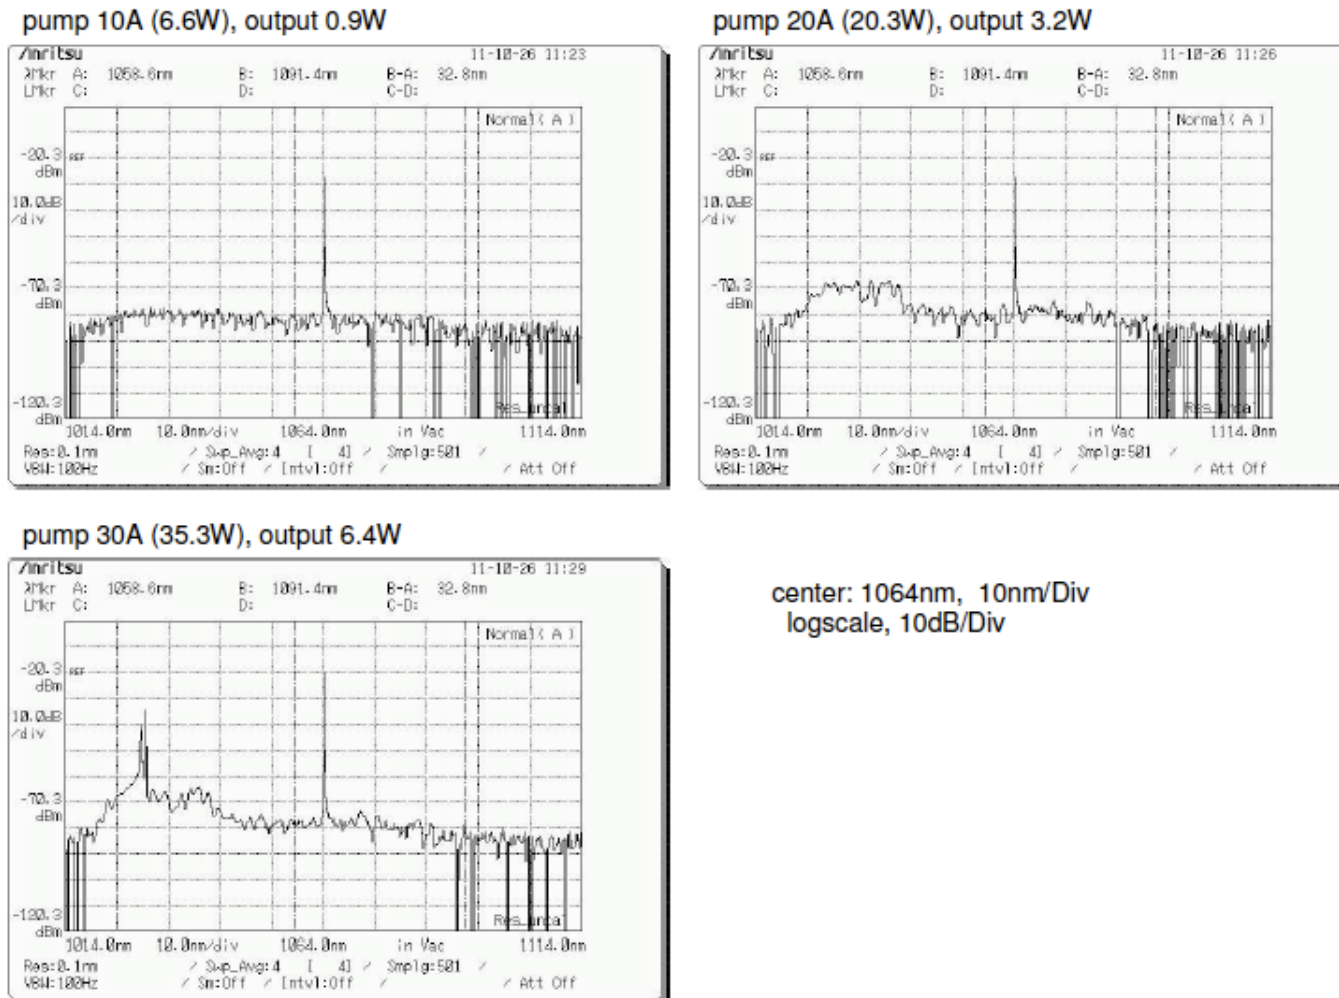 pump 10A (6.6W), output 0.9W
Anritsu 11-10-26 11:23
λMkr A: 1058.6nm B: 1091.4nm B-A: 32.8nm
LMkr C: D: C-D:
Normal( A )
-20.3 REF
dBm
10.0dB
/div
-70.3
dBm
-120.3
dBm
Res_uncal
1014.0nm 10.0nm/div 1064.0nm in Vac 1114.0nm
Res:0.1nm / Swp_Avg:4 [ 4] / Smplg:501 /
VBW:100Hz / Sm:Off / Intvl:Off / / Att Off
pump 20A (20.3W), output 3.2W
Anritsu 11-10-26 11:26
λMkr A: 1058.6nm B: 1091.4nm B-A: 32.8nm
LMkr C: D: C-D:
Normal( A )
-20.3 REF
dBm
10.0dB
/div
-70.3
dBm
-120.3
dBm
Res_uncal
1014.0nm 10.0nm/div 1064.0nm in Vac 1114.0nm
Res:0.1nm / Swp_Avg:4 [ 4] / Smplg:501 /
VBW:100Hz / Sm:Off / Intvl:Off / / Att Off
pump 30A (35.3W), output 6.4W
Anritsu 11-10-26 11:29
λMkr A: 1058.6nm B: 1091.4nm B-A: 32.8nm
LMkr C: D: C-D:
Normal( A )
-20.3 REF
dBm
10.0dB
/div
-70.3
dBm
-120.3
dBm
Res_uncal
1014.0nm 10.0nm/div 1064.0nm in Vac 1114.0nm
Res:0.1nm / Swp_Avg:4 [ 4] / Smplg:501 /
VBW:100Hz / Sm:Off / Intvl:Off / / Att Off
center: 1064nm, 10nm/Div
logscale, 10dB/Div